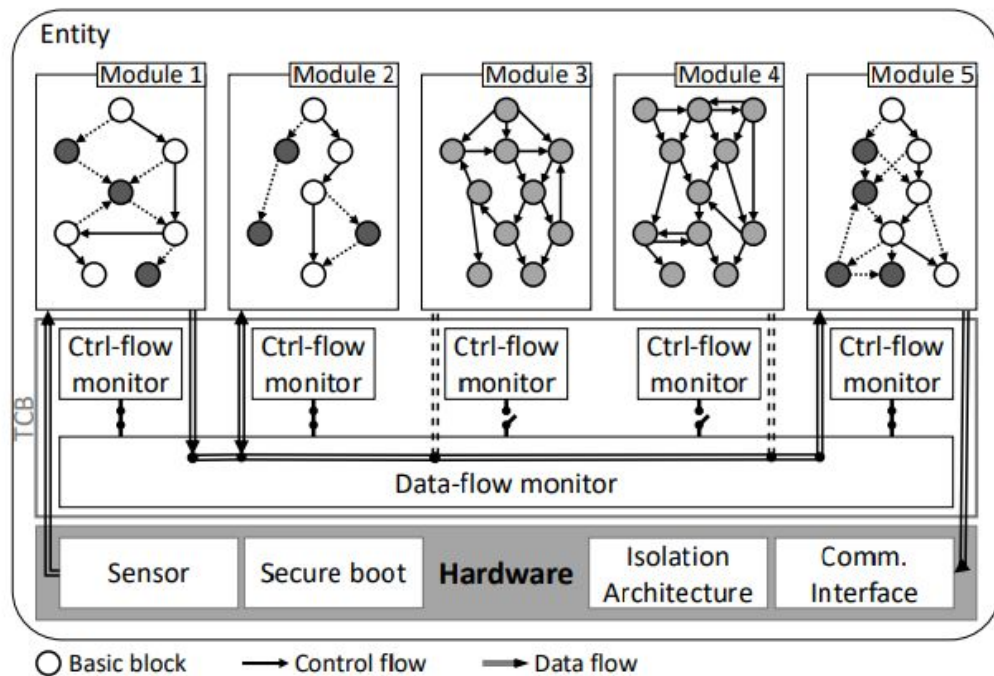 Entity
Module 1
Module 2
Module 3
Module 4
Module 5
TCB
Ctrl-flow
monitor
Ctrl-flow
monitor
Ctrl-flow
monitor
Ctrl-flow
monitor
Ctrl-flow
monitor
Data-flow monitor
Sensor
Secure boot
Hardware
Isolation
Architecture
Comm.
Interface
Basic block
Control flow
Data flow